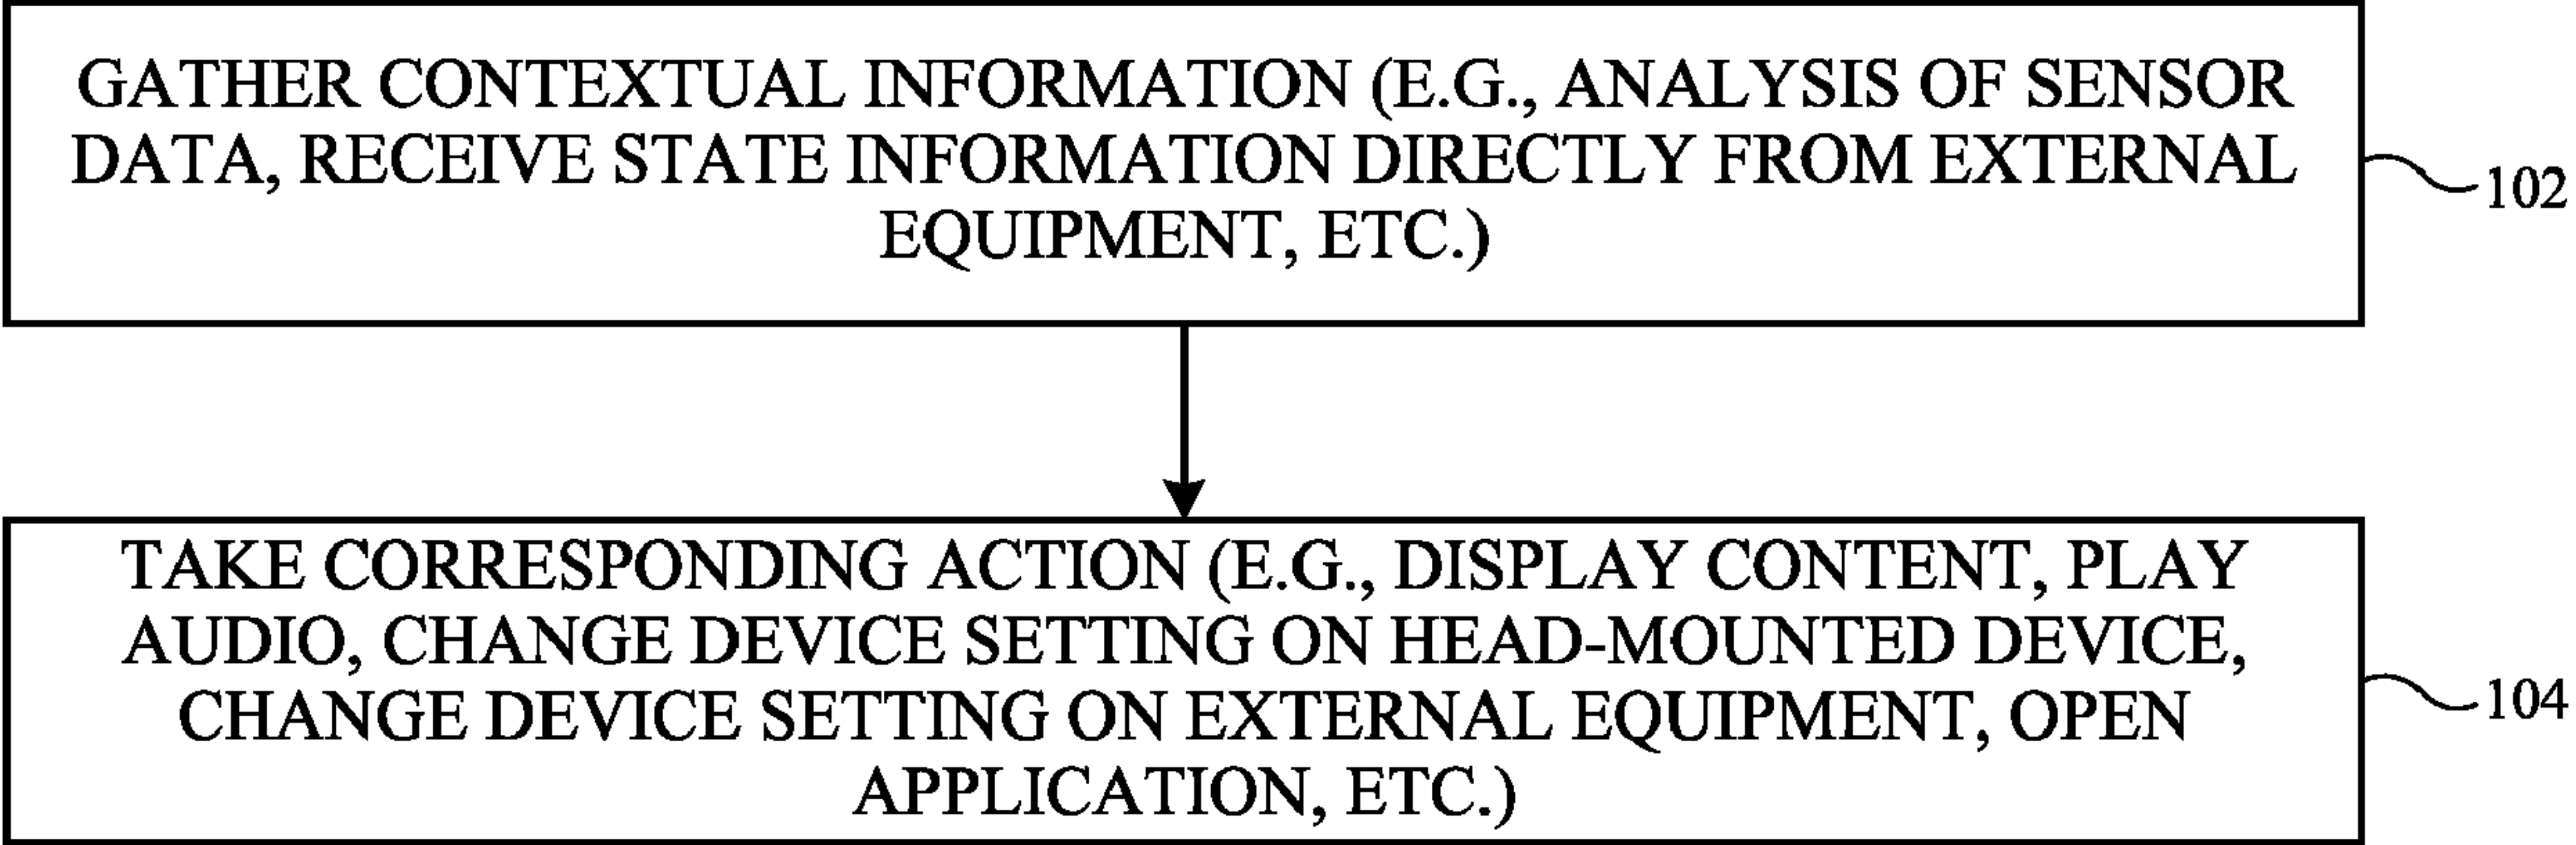 GATHER CONTEXTUAL INFORMATION (E.G., ANALYSIS OF SENSOR
DATA, RECEIVE STATE INFORMATION DIRECTLY FROM EXTERNAL
EQUIPMENT, ETC.)
102
TAKE CORRESPONDING ACTION (E.G., DISPLAY CONTENT, PLAY
AUDIO, CHANGE DEVICE SETTING ON HEAD-MOUNTED DEVICE,
CHANGE DEVICE SETTING ON EXTERNAL EQUIPMENT, OPEN
APPLICATION, ETC.)
104